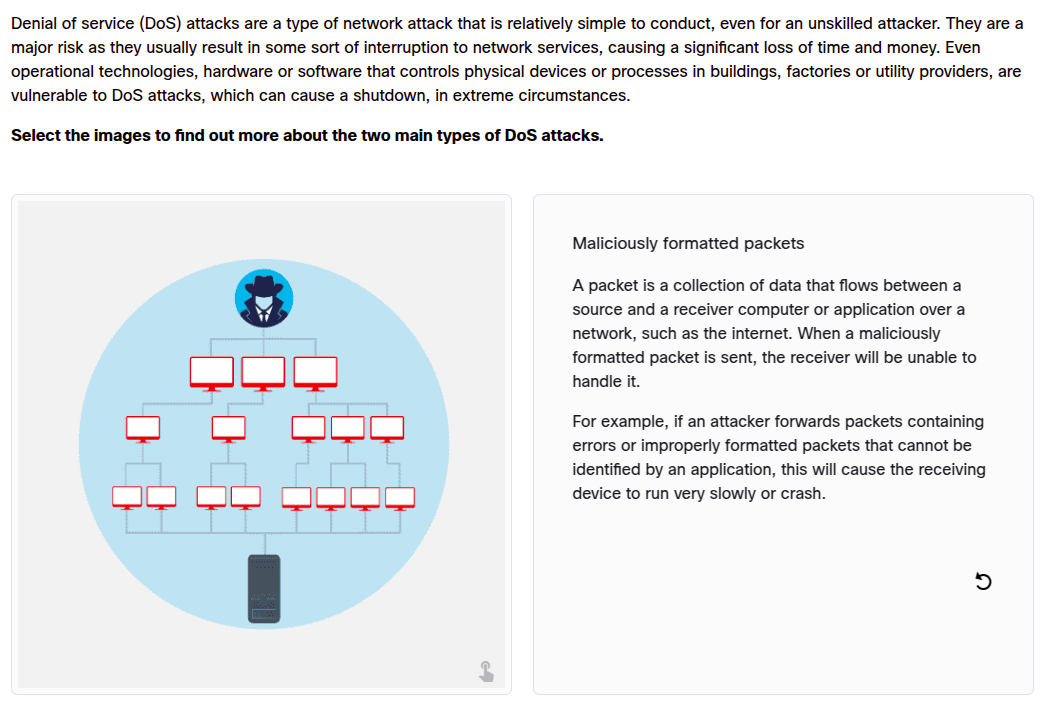 Denial of service (DoS) attacks are a type of network attack that is relatively simple to conduct, even for an unskilled attacker. They are a
major risk as they usually result in some sort of interruption to network services, causing a significant loss of time and money. Even
operational technologies, hardware or software that controls physical devices or processes in buildings, factories or utility providers, are
vulnerable to DoS attacks, which can cause a shutdown, in extreme circumstances.
Select the images to find out more about the two main types of DoS attacks.
Maliciously formatted packets
A packet is a collection of data that flows between a
source and a receiver computer or application over a
network, such as the internet. When a maliciously
formatted packet is sent, the receiver will be unable to
handle it.
For example, if an attacker forwards packets containing
errors or improperly formatted packets that cannot be
identified by an application, this will cause the receiving
device to run very slowly or crash.